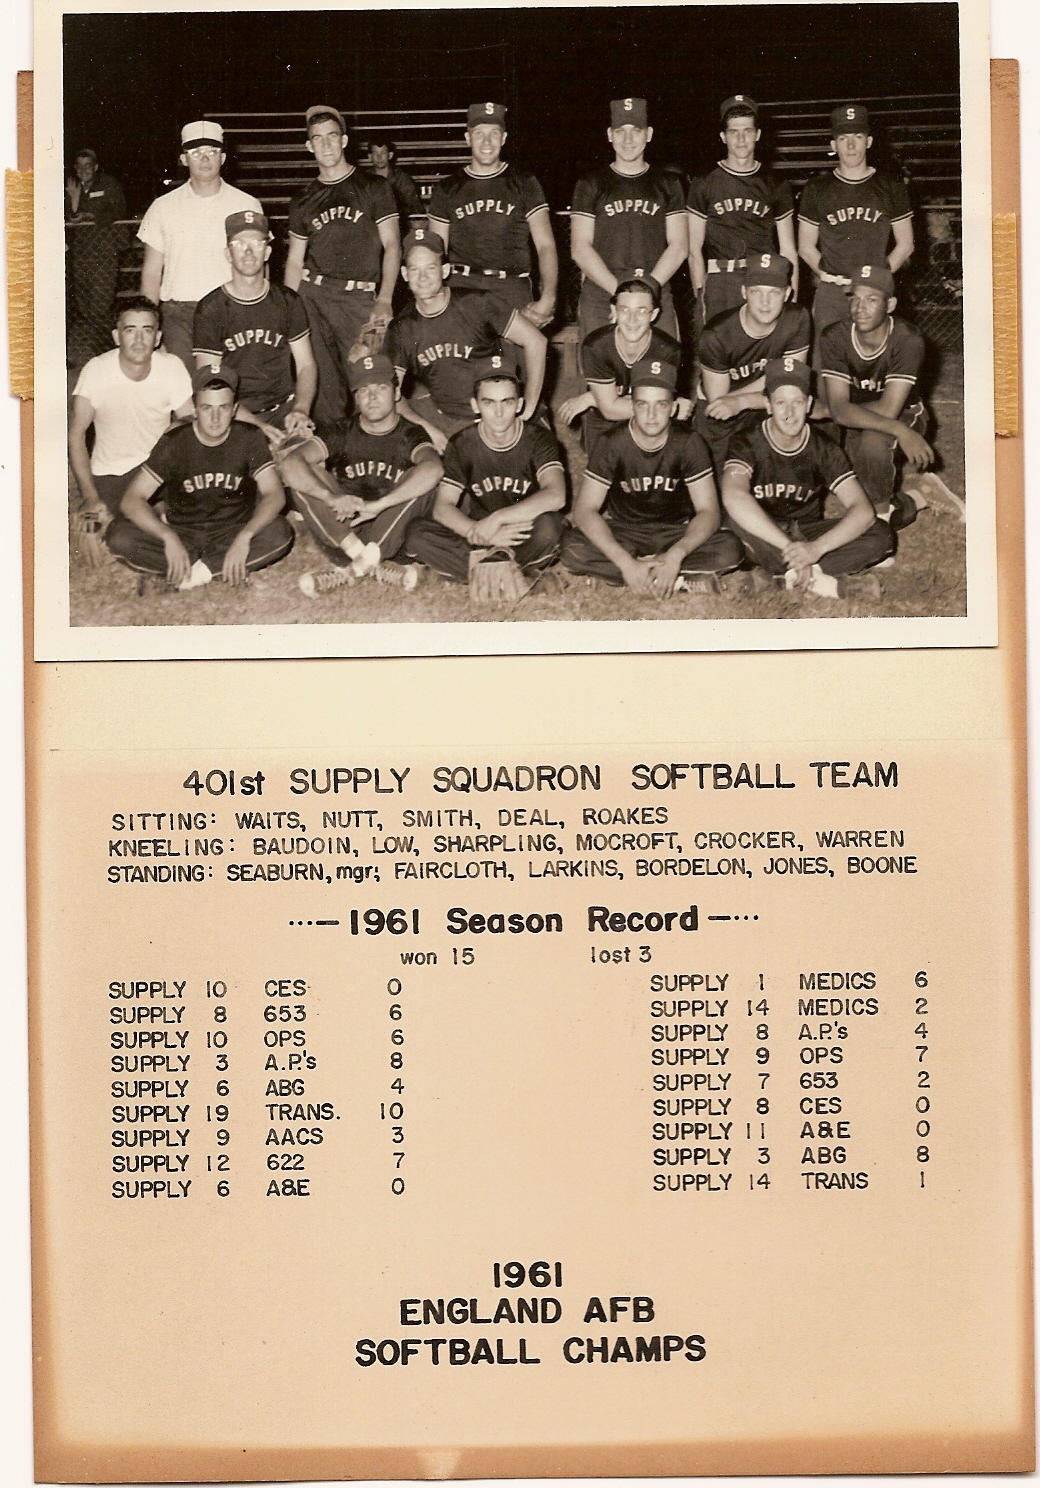 S
S
S
S
S
SUPPLY
SUPPLY
SUPPLY
SUPPLY
SUPPLY
S
S
S
S
S
SUPPLY
SUPPLY
SUPPLY
S
S
S
S
S
SUPPLY
SUPPLY
SUPPLY
SUPPLY
SUPPLY
401st SUPPLY SQUADRON SOFTBALL TEAM
SITTING: WAITS, NUTT, SMITH, DEAL, ROAKES
KNEELING: BAUDOIN, LOW, SHARPLING, MOCROFT, CROCKER, WARREN
STANDING: SEABURN, mgr; FAIRCLOTH, LARKINS, BORDELON, JONES, BOONE
...— 1961 Season Record —...
won 15 lost 3
SUPPLY 10 CES 0
SUPPLY 8 653 6
SUPPLY 10 OPS 6
SUPPLY 3 A.P.'s 8
SUPPLY 6 ABG 4
SUPPLY 19 TRANS. 10
SUPPLY 9 AACS 3
SUPPLY 12 622 7
SUPPLY 6 A&E 0
SUPPLY 1 MEDICS 6
SUPPLY 14 MEDICS 2
SUPPLY 8 A.P.'s 4
SUPPLY 9 OPS 7
SUPPLY 7 653 2
SUPPLY 8 CES 0
SUPPLY 11 A&E 0
SUPPLY 3 ABG 8
SUPPLY 14 TRANS 1
1961
ENGLAND AFB
SOFTBALL CHAMPS